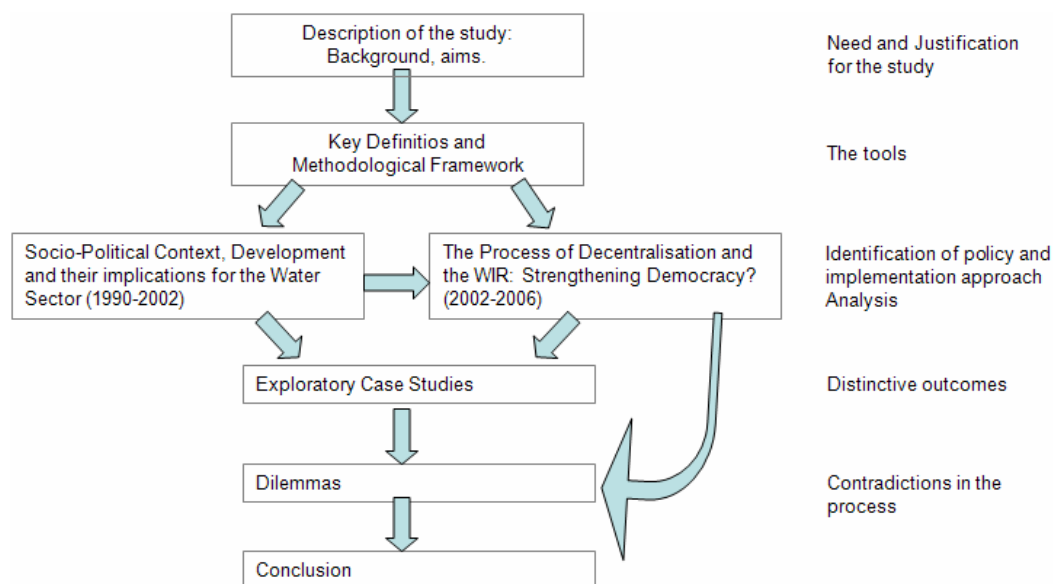 Description of the study:
Background, aims.
Need and Justification
for the study
Key Definitios and
Methodological Framework
The tools
Socio-Political Context, Development
and their implications for the Water
Sector (1990-2002)
The Process of Decentralisation and
the WIR: Strengthening Democracy?
(2002-2006)
Identification of policy and
implementation approach
Analysis
Exploratory Case Studies
Distinctive outcomes
Dilemmas
Contradictions in the
process
Conclusion